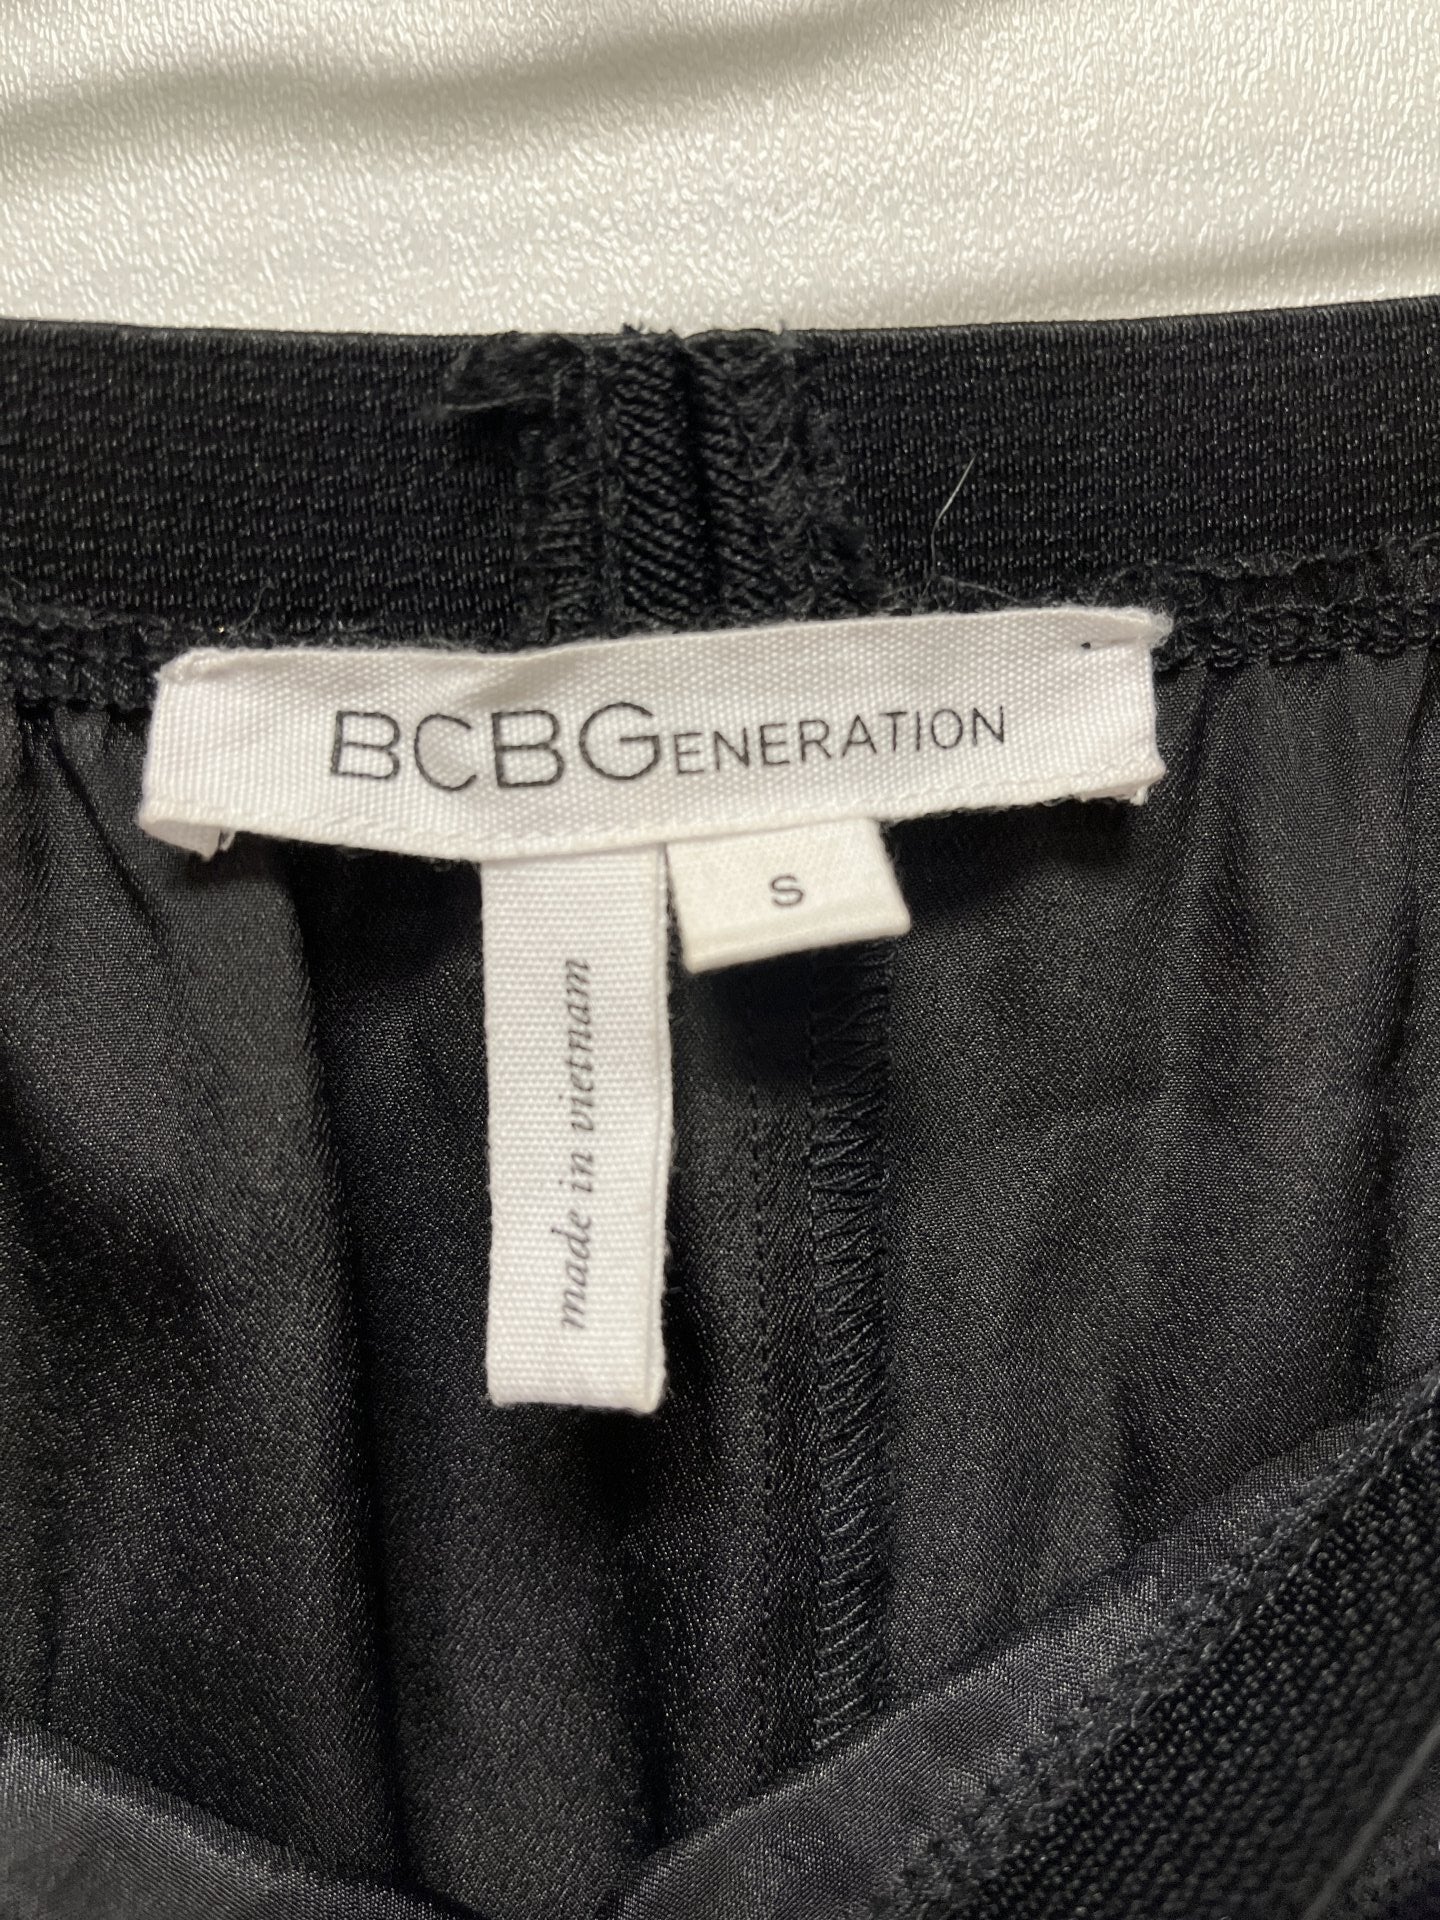 BCBGENERATION
S
made in vietnam